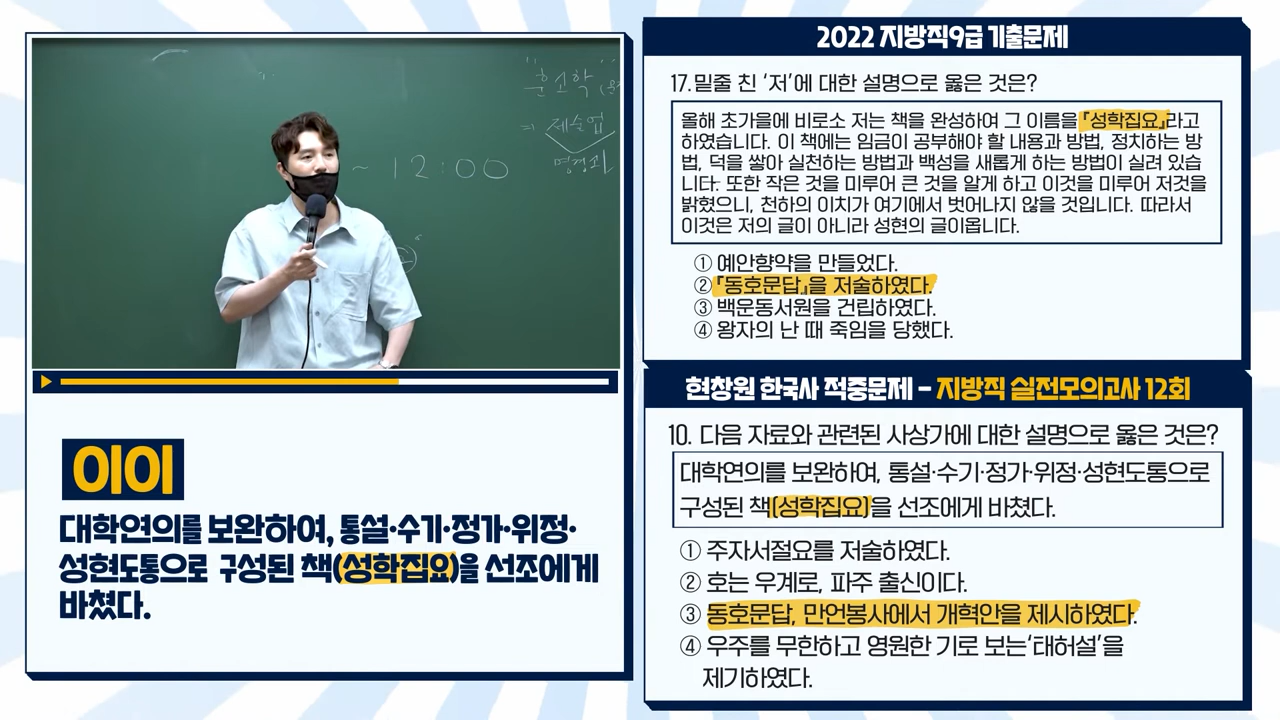 훈고학
⇒ 제술업
명경과
~ 12:00
이이
대학연의를 보완하여, 통설·수기·정가·위정·
성현도통으로 구성된 책(성학집요)을 선조에게
바쳤다.
2022 지방직9급 기출문제
17. 밑줄 친 '저'에 대한 설명으로 옳은 것은?
올해 초가을에 비로소 저는 책을 완성하여 그 이름을 『성학집요』라고
하였습니다. 이 책에는 임금이 공부해야 할 내용과 방법, 정치하는 방
법, 덕을 쌓아 실천하는 방법과 백성을 새롭게 하는 방법이 실려 있습
니다. 또한 작은 것을 미루어 큰 것을 알게 하고 이것을 미루어 저것을
밝혔으니, 천하의 이치가 여기에서 벗어나지 않을 것입니다. 따라서
이것은 저의 글이 아니라 성현의 글이옵니다.
① 예안향약을 만들었다.
② 『동호문답』을 저술하였다.
③ 백운동서원을 건립하였다.
④ 왕자의 난 때 죽임을 당했다.
현창원 한국사 적중문제 - 지방직 실전모의고사 12회
10. 다음 자료와 관련된 사상가에 대한 설명으로 옳은 것은?
대학연의를 보완하여, 통설·수기·정가·위정·성현도통으로
구성된 책(성학집요)을 선조에게 바쳤다.
① 주자서절요를 저술하였다.
② 호는 우계로, 파주 출신이다.
③ 동호문답, 만언봉사에서 개혁안을 제시하였다.
④ 우주를 무한하고 영원한 기로 보는'태허설'을
제기하였다.